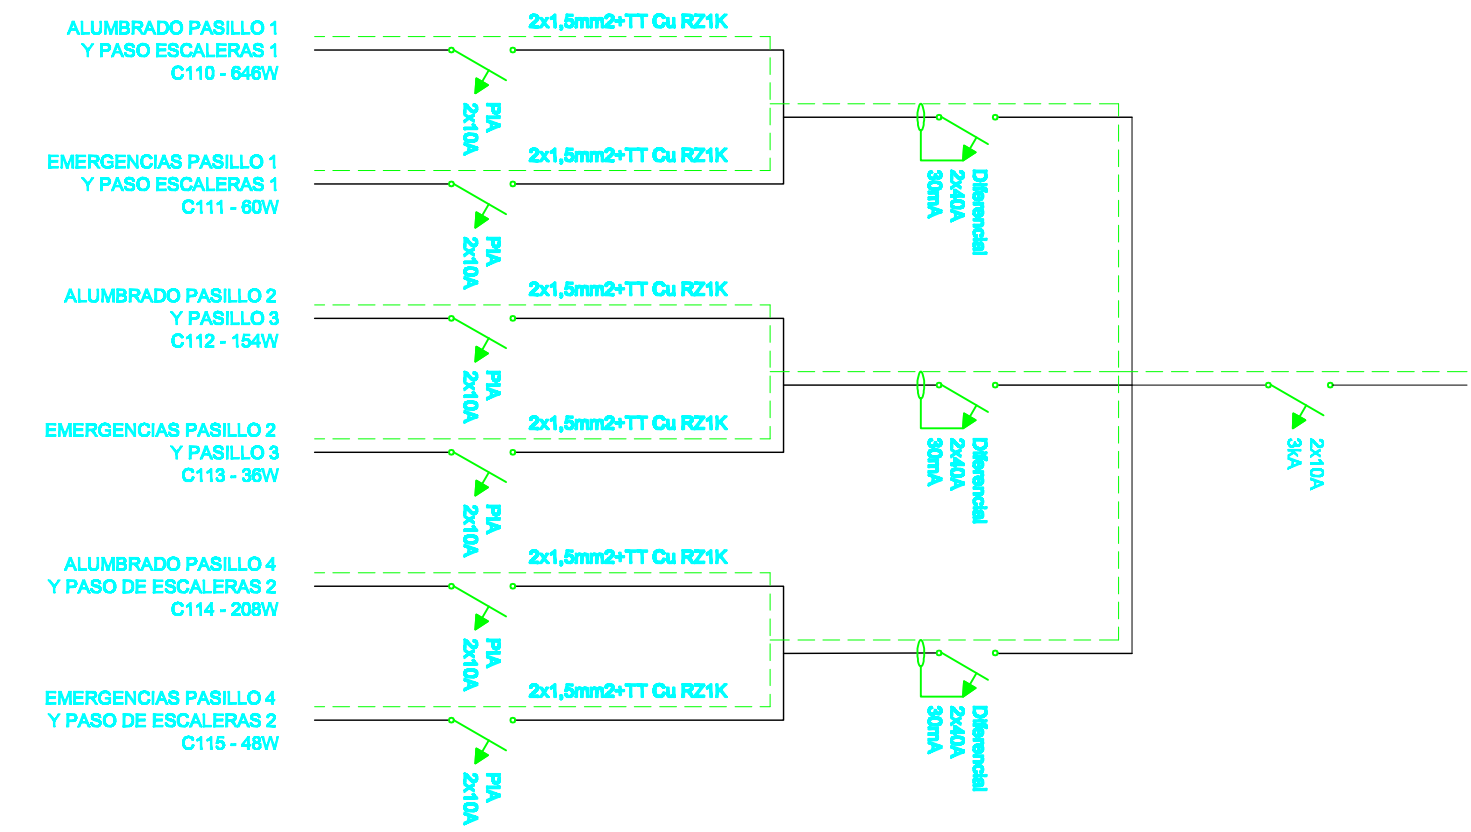 ALUMBRADO PASILLO 1
Y PASO ESCALERAS 1
C110 - 646W
2x1,5mm2+TT Cu RZ1K
PIA
2x10A
EMERGENCIAS PASILLO 1
Y PASO ESCALERAS 1
C111 - 60W
2x1,5mm2+TT Cu RZ1K
PIA
2x10A
Diferencial
2x40A
30mA
ALUMBRADO PASILLO 2
Y PASILLO 3
C112 - 154W
2x1,5mm2+TT Cu RZ1K
PIA
2x10A
EMERGENCIAS PASILLO 2
Y PASILLO 3
C113 - 36W
2x1,5mm2+TT Cu RZ1K
PIA
2x10A
Diferencial
2x40A
30mA
2x10A
3kA
ALUMBRADO PASILLO 4
Y PASO DE ESCALERAS 2
C114 - 208W
2x1,5mm2+TT Cu RZ1K
PIA
2x10A
EMERGENCIAS PASILLO 4
Y PASO DE ESCALERAS 2
C115 - 48W
2x1,5mm2+TT Cu RZ1K
PIA
2x10A
Diferencial
2x40A
30mA